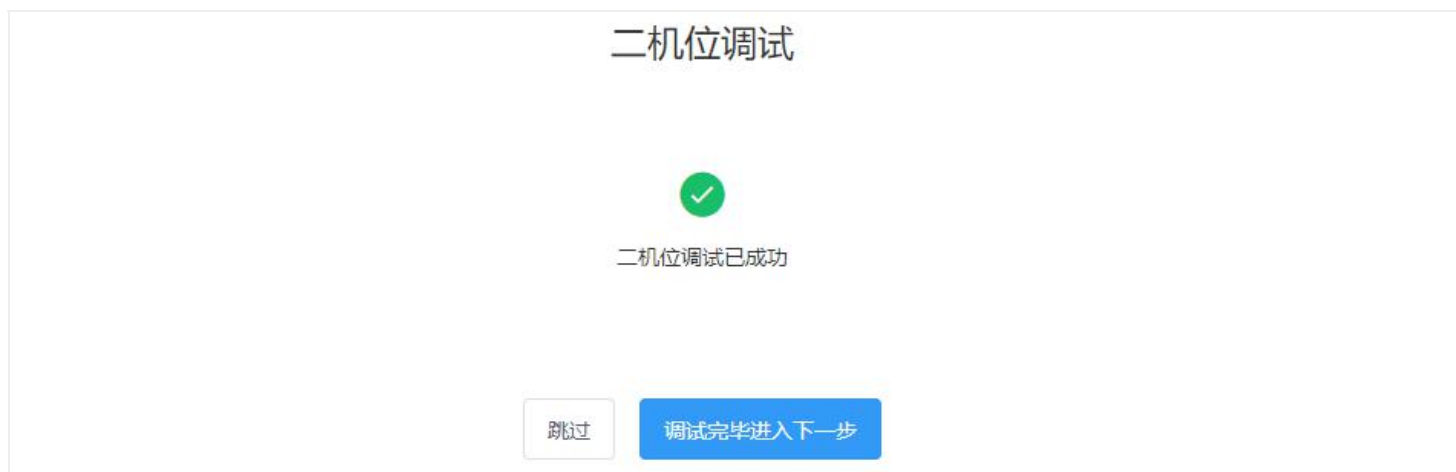 二机位调试
二机位调试已成功
跳过
调试完毕进入下一步